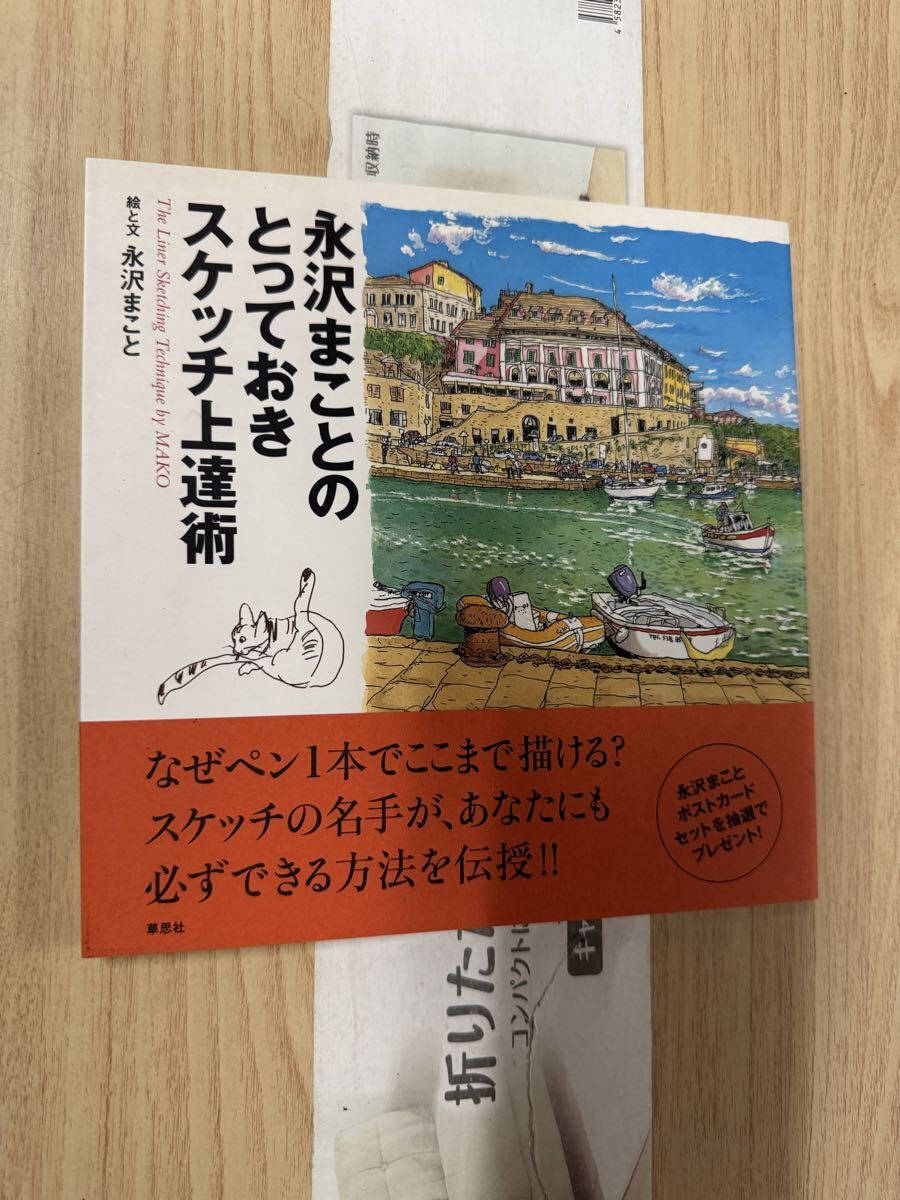 永沢まことの
とっておき
スケッチ上達術
The Liner Sketching Technique by MAKO
絵と文 永沢まこと
なぜペン1本でここまで描ける?
スケッチの名手が、あなたにも
必ずできる方法を伝授!!
永沢まこと
ポストカード
セットを抽選で
プレゼント!
草思社
収納時
折りた
コンパクトに